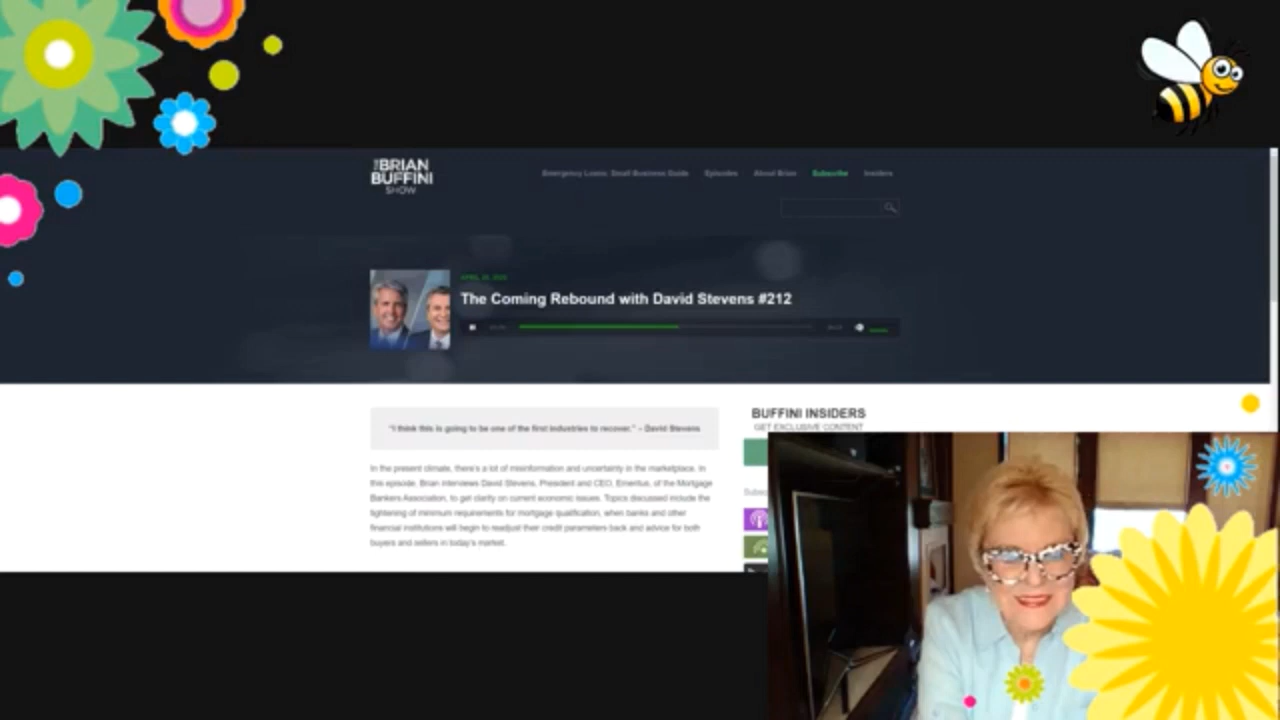 THE
BRIAN
BUFFINI
SHOW
Emergency Loans: Small Business Guide Episodes About Brian Subscribe Insiders
The Coming Rebound with David Stevens #212
"I think this is going to be one of the first industries to recover." – David Stevens
BUFFINI INSIDERS
GET EXCLUSIVE CONTENT
In the present climate, there's a lot of misinformation and uncertainty in the marketplace. In
this episode, Brian interviews David Stevens, President and CEO, Emeritus, of the Mortgage
Bankers Association, to get clarity on current economic issues. Topics discussed include the
tightening of minimum requirements for mortgage qualification, when banks and other
financial institutions will begin to readjust their credit parameters back and advice for both
buyers and sellers in today's market.